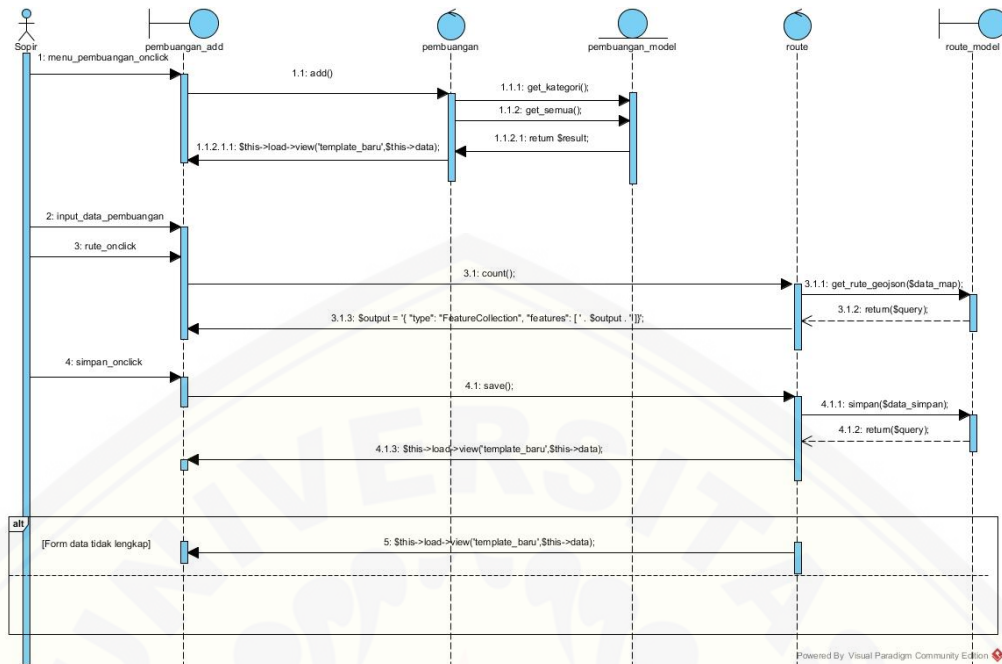 Sopir
pembuangan_add
pembuangan
pembuangan_model
route
route_model
1: menu_pembuangan_onclick
1.1: add()
1.1.1: get_kategori();
1.1.2: get_semua();
1.1.2.1: return $result;
1.1.2.1.1: $this->load->view('template_baru',$this->data);
2: input_data_pembuangan
3: rute_onclick
3.1: count();
3.1.1: get_rute_geojson($data_map);
3.1.2: return($query);
3.1.3: $output = '{ "type": "FeatureCollection", "features": [ ' . $output . ' ]}';
4: simpan_onclick
4.1: save();
4.1.1: simpan($data_simpan);
4.1.2: return($query);
4.1.3: $this->load->view('template_baru',$this->data);
alt
[Form data tidak lengkap]
5: $this->load->view('template_baru',$this->data);
UNIVERSITAS
Powered By Visual Paradigm Community Edition